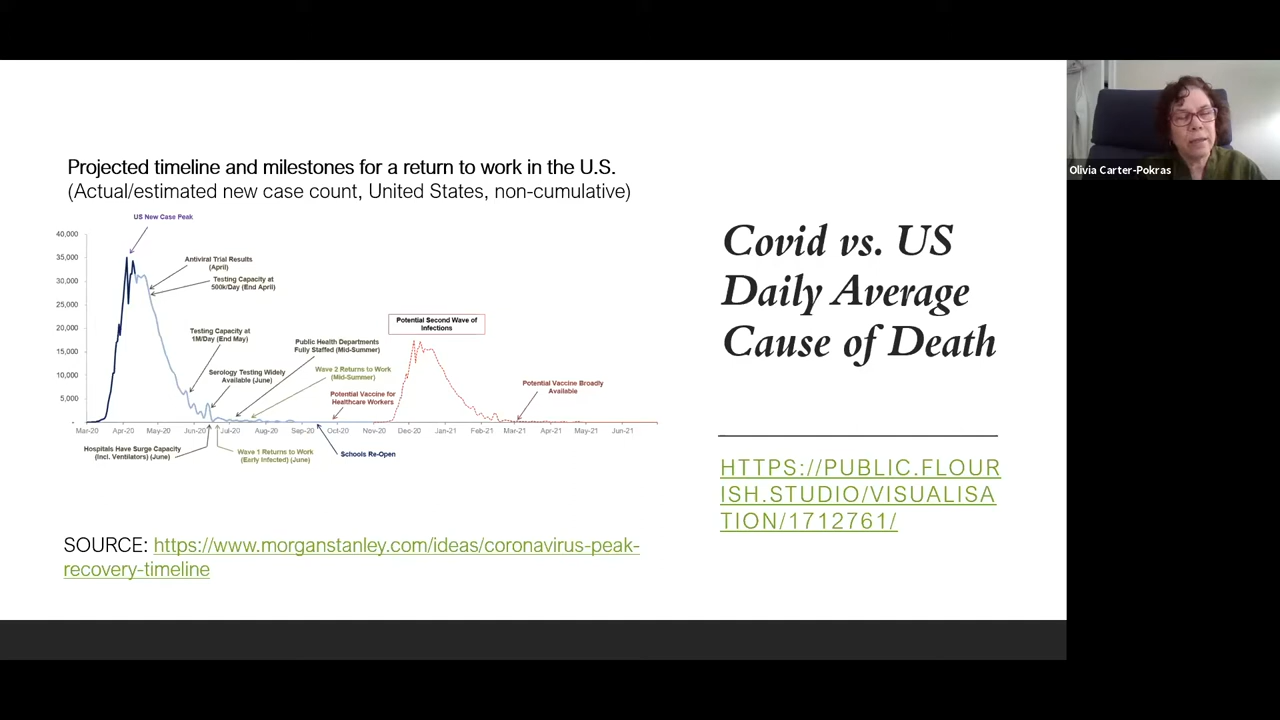 Projected timeline and milestones for a return to work in the U.S.
(Actual/estimated new case count, United States, non-cumulative)
US New Case Peak
40,000
35,000
30,000
25,000
20,000
15,000
10,000
5,000
-
Antiviral Trial Results
(April)
Testing Capacity at
500k/Day (End April)
Testing Capacity at
1M/Day (End May)
Serology Testing Widely
Available (June)
Public Health Departments
Fully Staffed (Mid-Summer)
Wave 2 Returns to Work
(Mid-Summer)
Potential Vaccine for
Healthcare Workers
Potential Second Wave of
Infections
Potential Vaccine Broadly
Available
Mar-20 Apr-20 May-20 Jun-20 Jul-20 Aug-20 Sep-20 Oct-20 Nov-20 Dec-20 Jan-21 Feb-21 Mar-21 Apr-21 May-21 Jun-21
Hospitals Have Surge Capacity
(Incl. Ventilators) (June)
Wave 1 Returns to Work
(Early Infected) (June)
Schools Re-Open
SOURCE: https://www.morganstanley.com/ideas/coronavirus-peak-
recovery-timeline
Covid vs. US
Daily Average
Cause of Death
HTTPS://PUBLIC.FLOUR
ISH.STUDIO/VISUALISA
TION/1712761/
Olivia Carter-Pokras